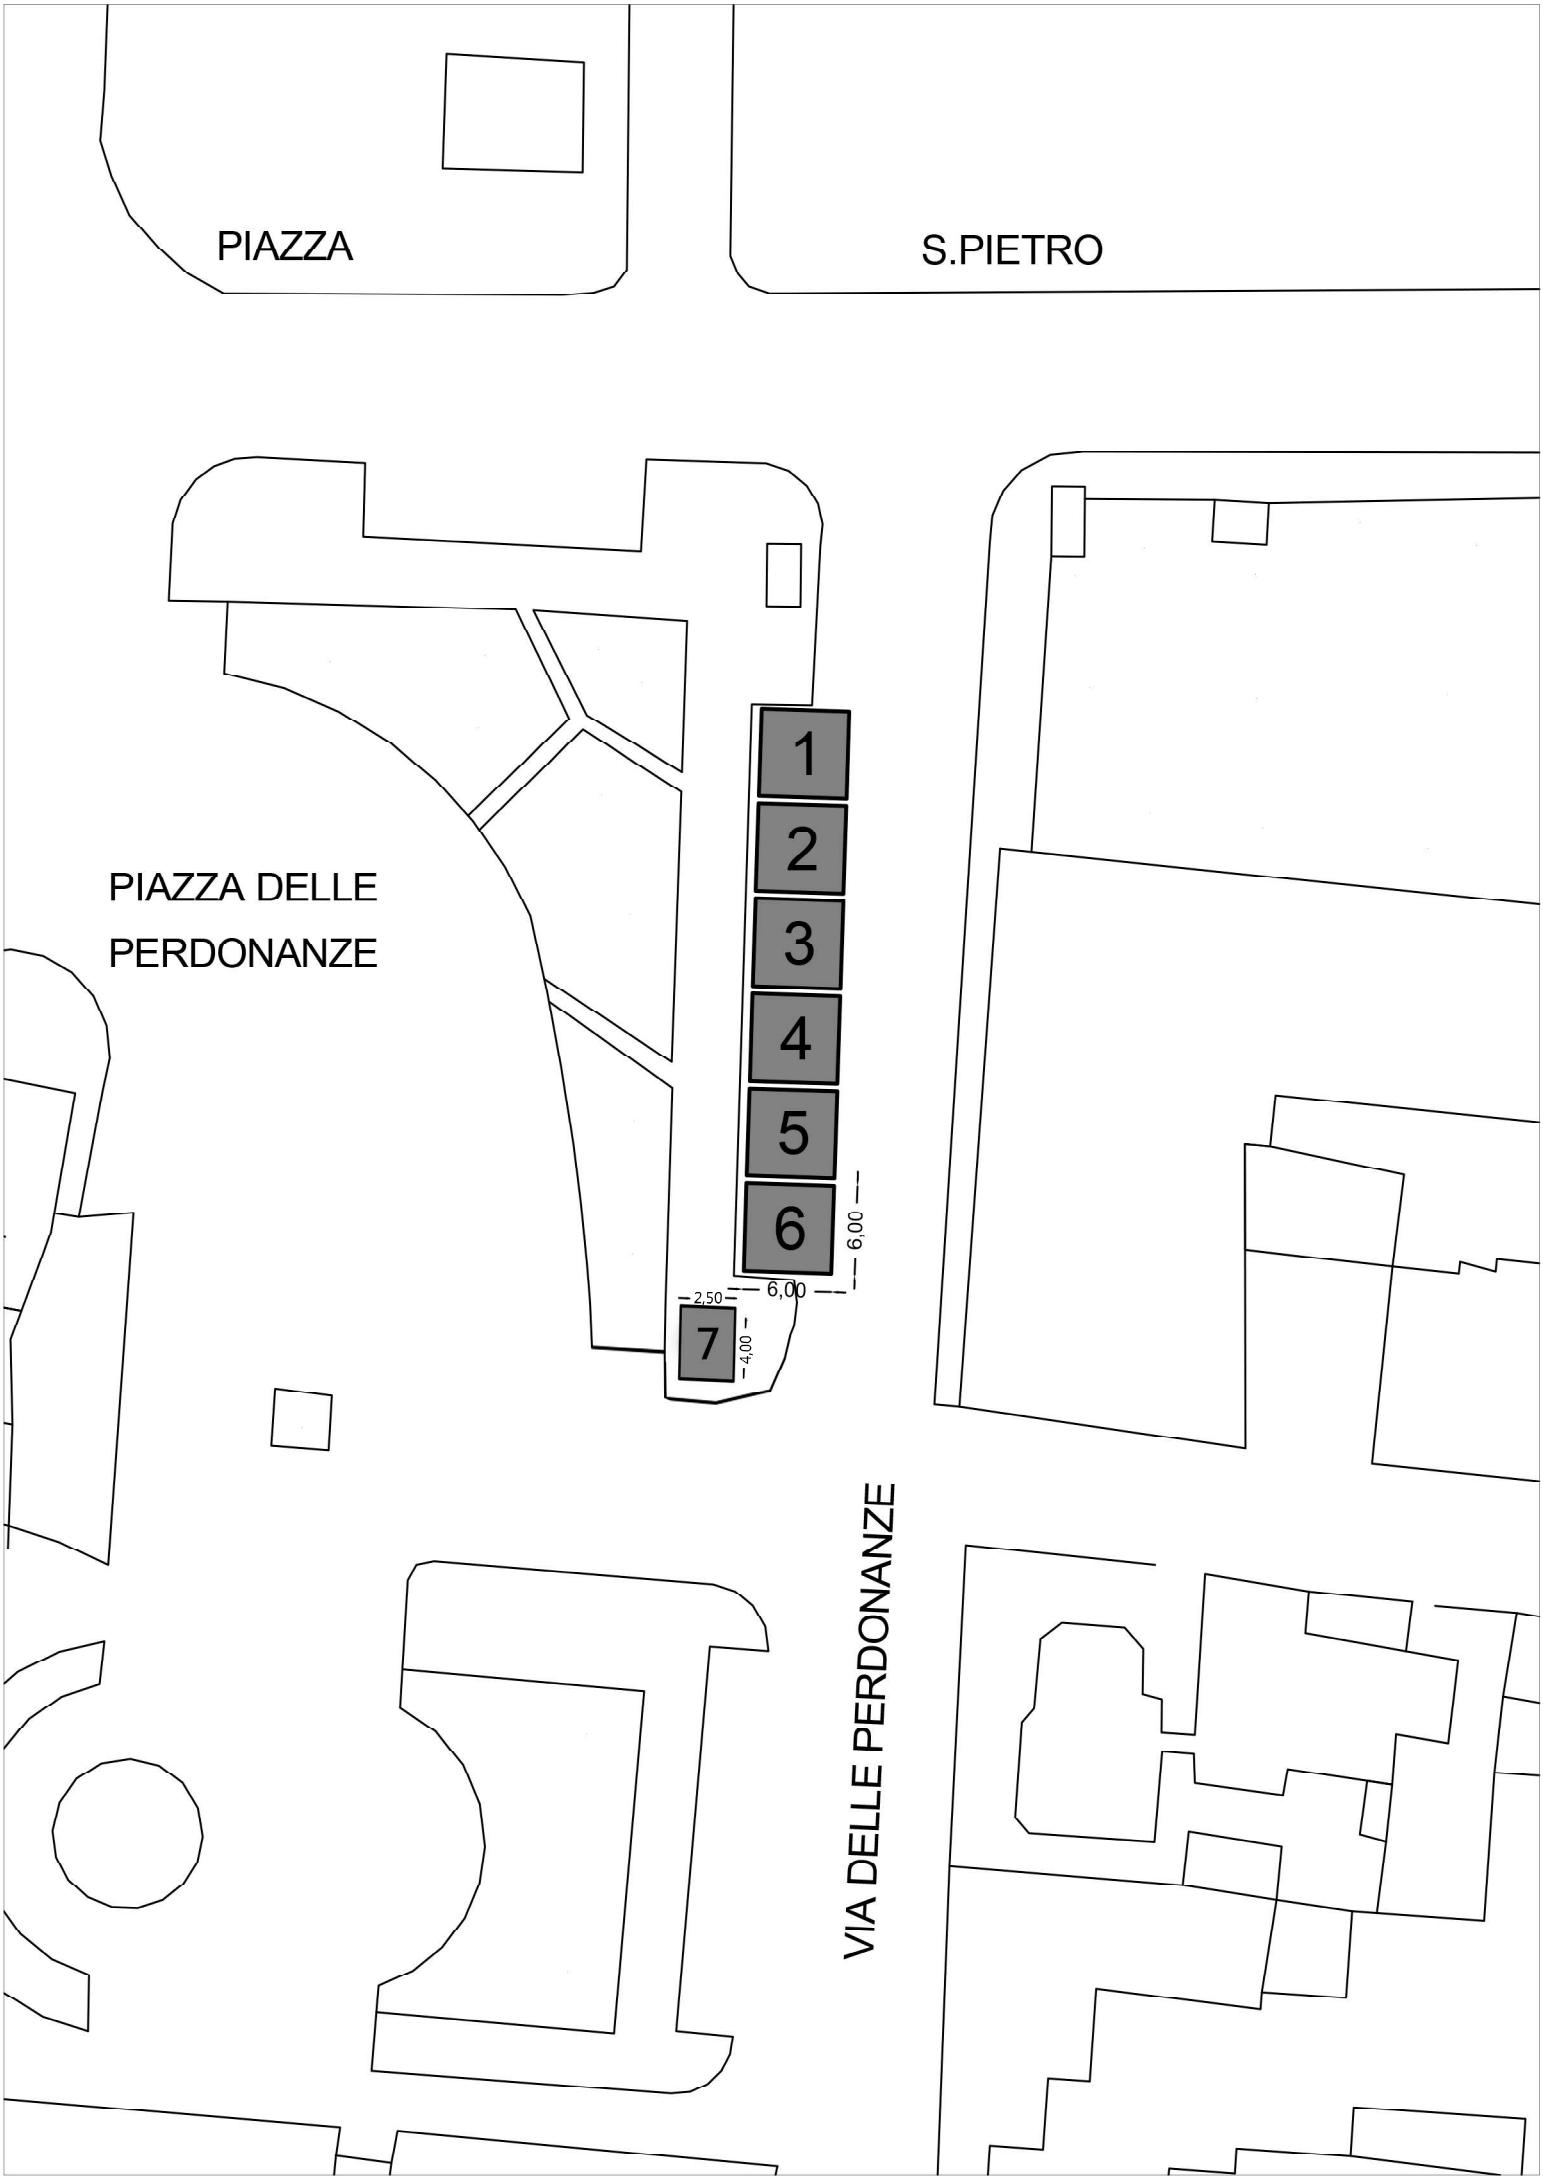 PIAZZA
S.PIETRO
1
2
PIAZZA DELLE
PERDONANZE
3
4
5
6
6,00
6,00
2,50
7
4,00
VIA DELLE PERDONANZE